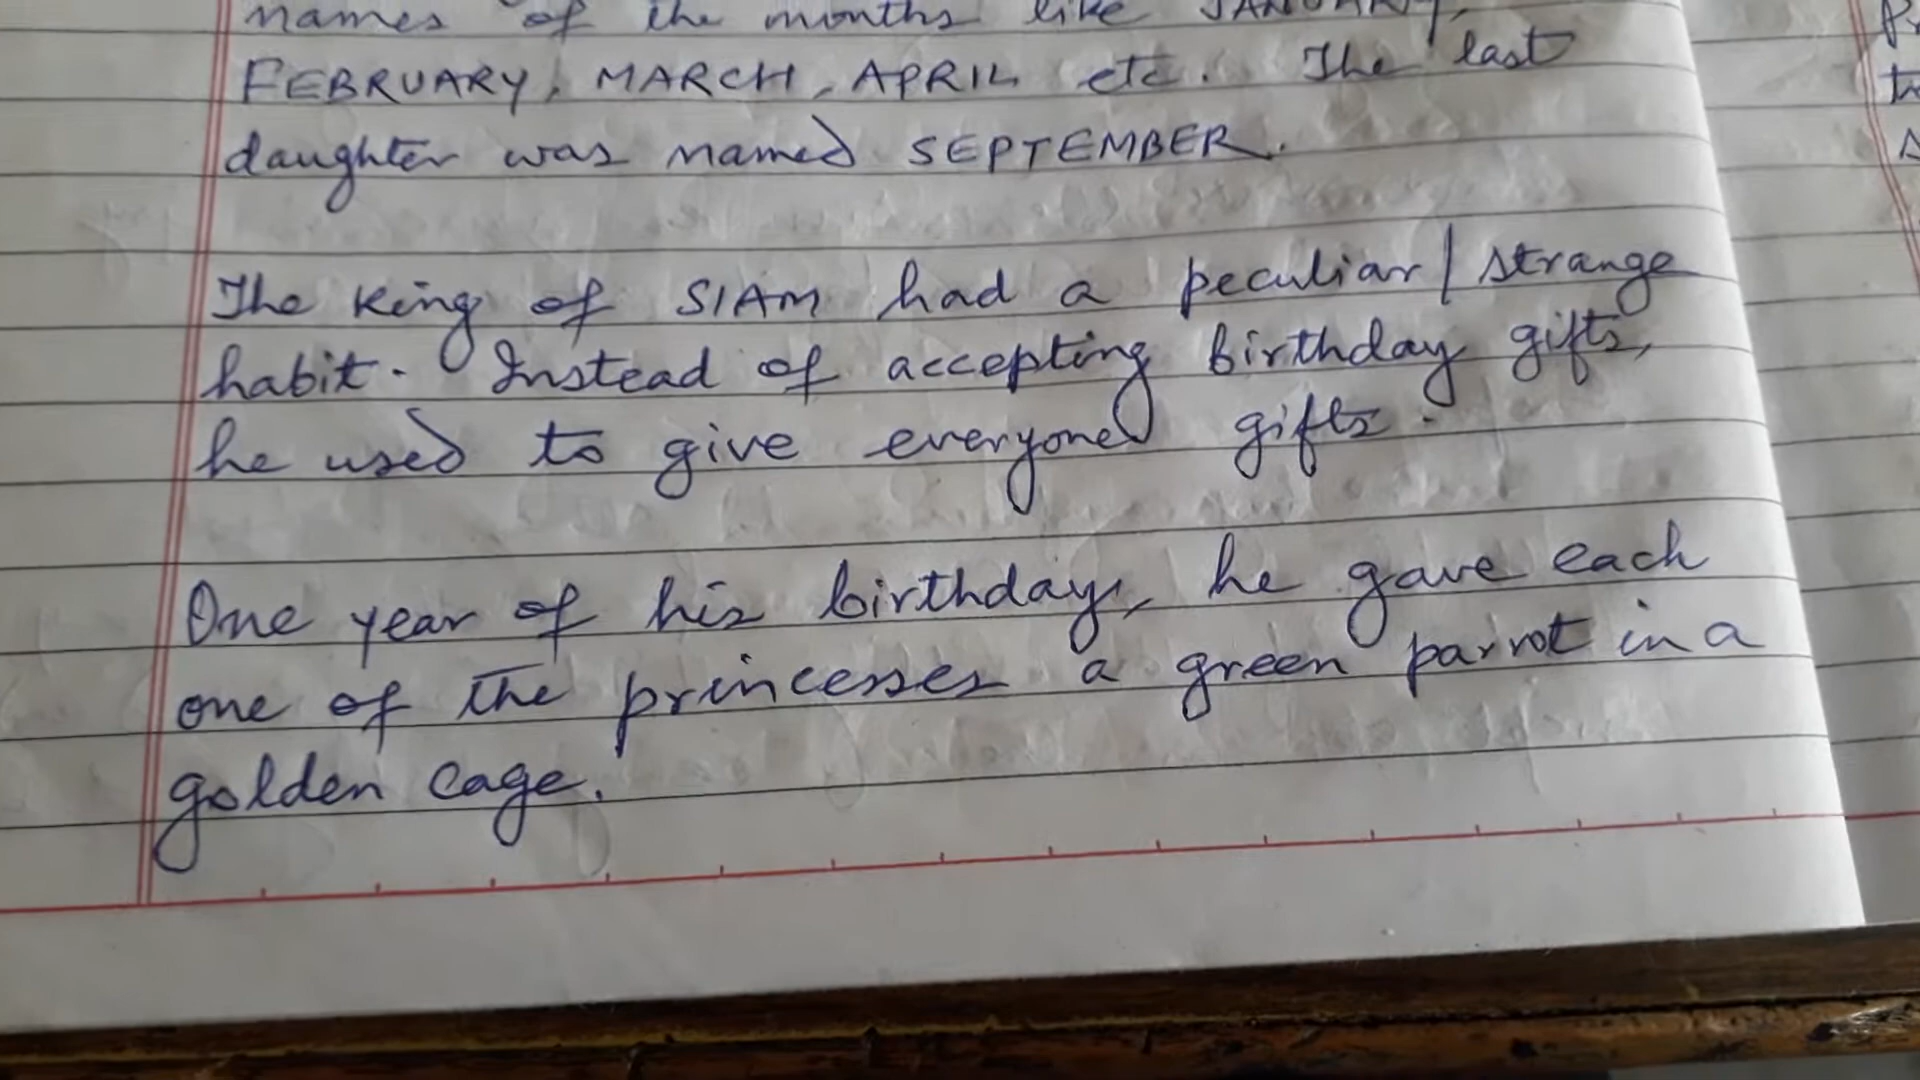 names of the months like JANUARY,
FEBRUARY, MARCH, APRIL etc. The last
daughter was named SEPTEMBER.
The King of SIAM had a peculiar / strange
habit. Instead of accepting birthday gifts,
he used to give everyone gifts.
One year of his birthday, he gave each
one of the princesses a green parrot in a
golden cage.